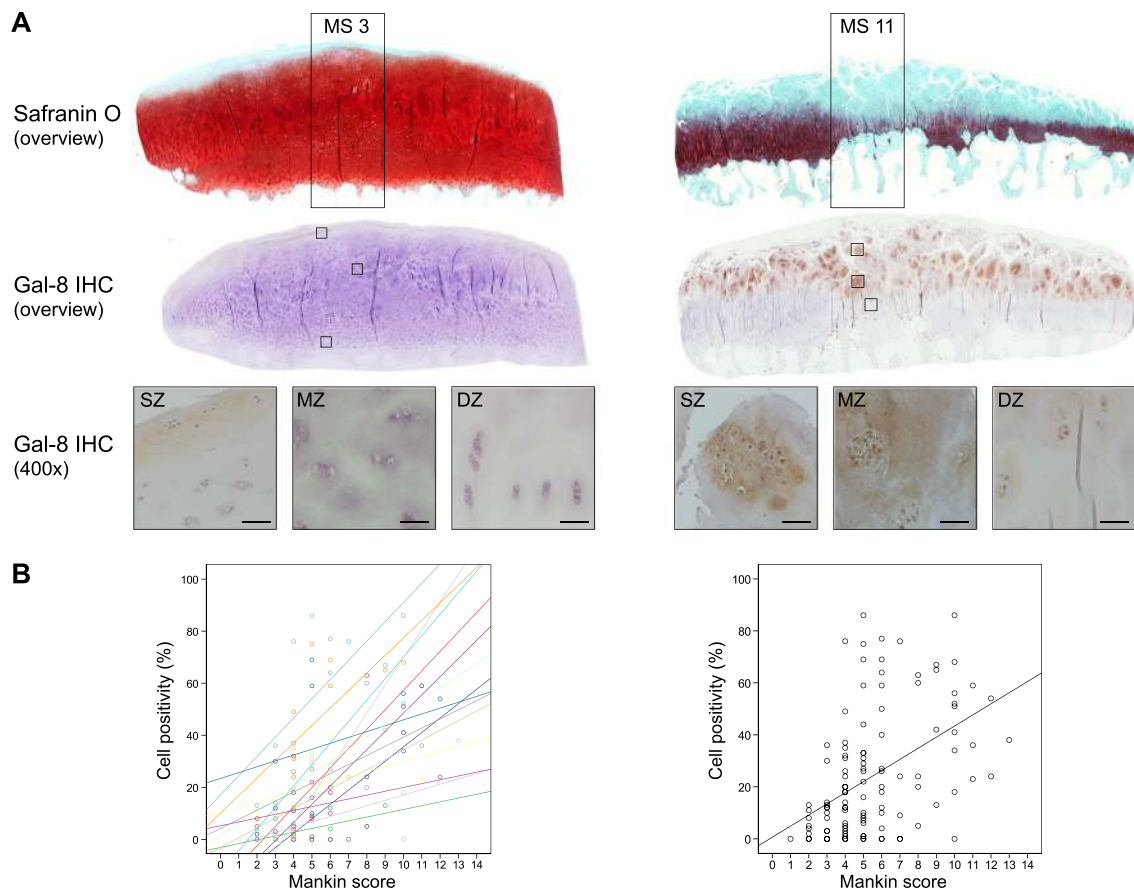 A
MS 3
MS 11
Safranin O
(overview)
Gal-8 IHC
(overview)
Gal-8 IHC
(400x)
SZ
MZ
DZ
SZ
MZ
DZ
B
Cell positivity (%)
100
80
60
40
20
0
0 1 2 3 4 5 6 7 8 9 10 11 12 13 14
Mankin score
Cell positivity (%)
100
80
60
40
20
0
0 1 2 3 4 5 6 7 8 9 10 11 12 13 14
Mankin score